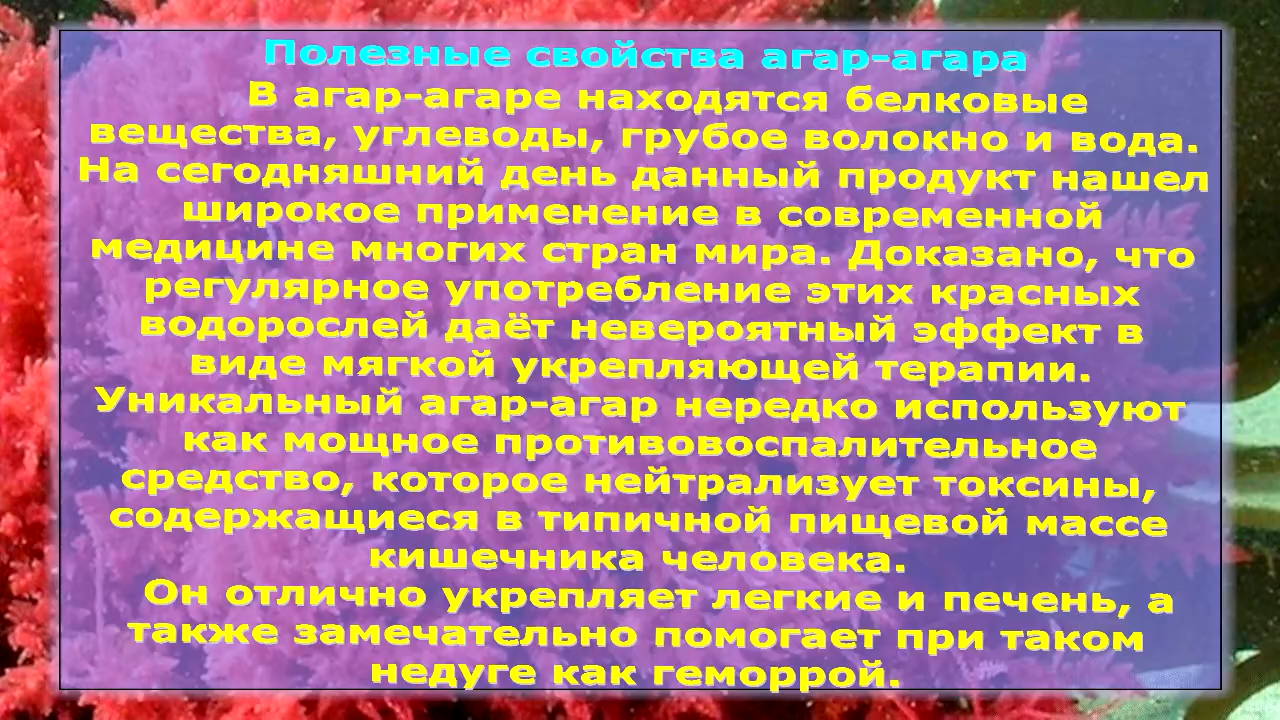 Полезные свойства агар-агара
В агар-агаре находятся белковые
вещества, углеводы, грубое волокно и вода.
На сегодняшний день данный продукт нашел
широкое применение в современной
медицине многих стран мира. Доказано, что
регулярное употребление этих красных
водорослей даёт невероятный эффект в
виде мягкой укрепляющей терапии.
Уникальный агар-агар нередко используют
как мощное противовоспалительное
средство, которое нейтрализует токсины,
содержащиеся в типичной пищевой массе
кишечника человека.
Он отлично укрепляет легкие и печень, а
также замечательно помогает при таком
недуге как геморрой.